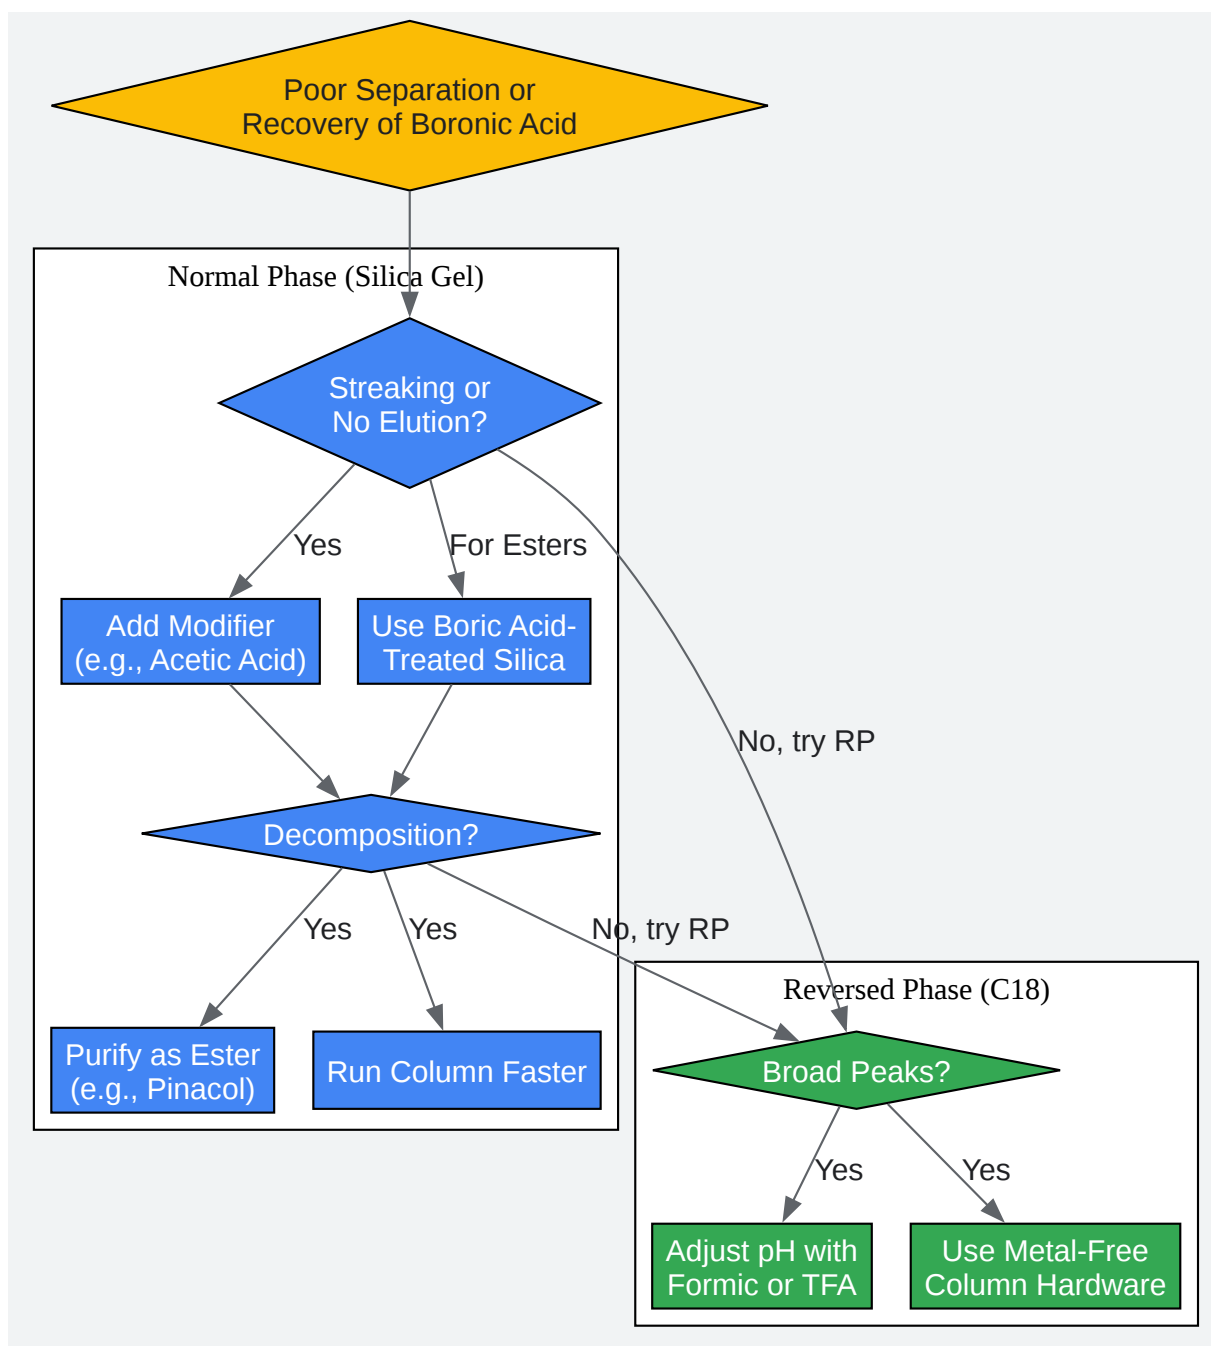 Poor Separation or
Recovery of Boronic Acid
Normal Phase (Silica Gel)
Streaking or
No Elution?
Yes
For Esters
Add Modifier
(e.g., Acetic Acid)
Use Boric Acid-
Treated Silica
No, try RP
Decomposition?
Yes
Yes
No, try RP
Reversed Phase (C18)
Purify as Ester
(e.g., Pinacol)
Run Column Faster
Broad Peaks?
Yes
Yes
Adjust pH with
Formic or TFA
Use Metal-Free
Column Hardware